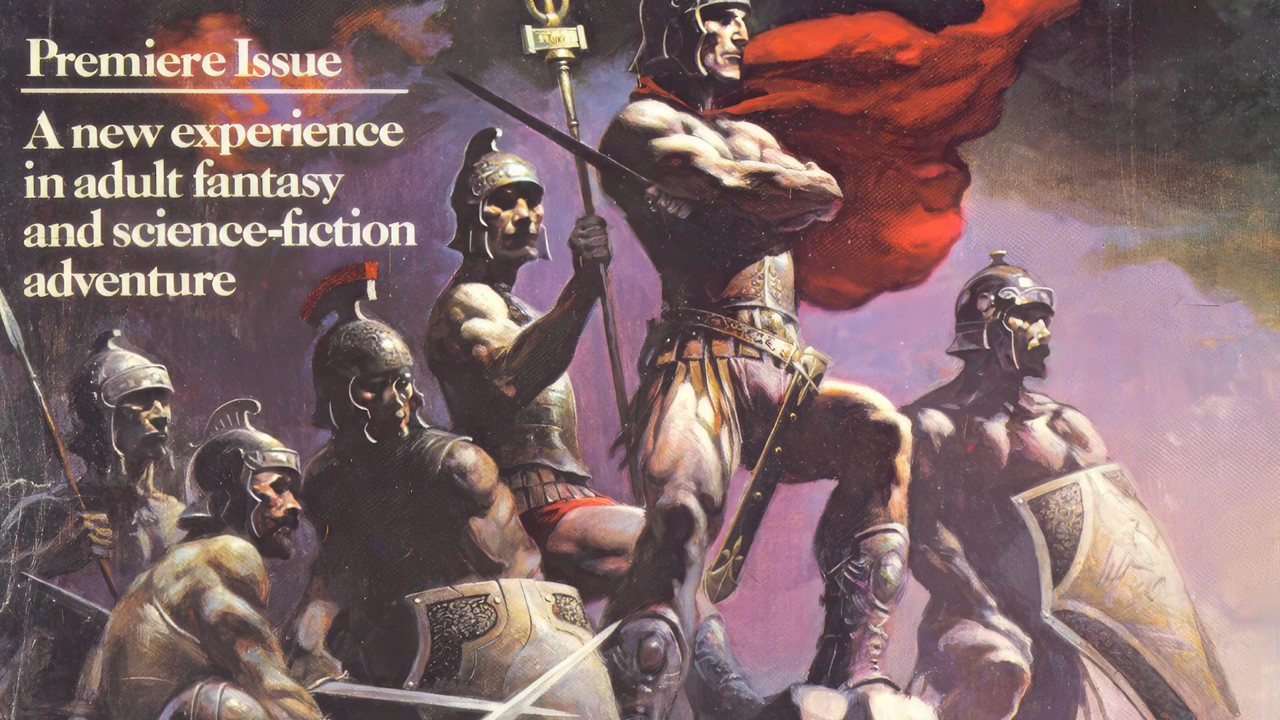 Premiere Issue
A new experience
in adult fantasy
and science-fiction
adventure